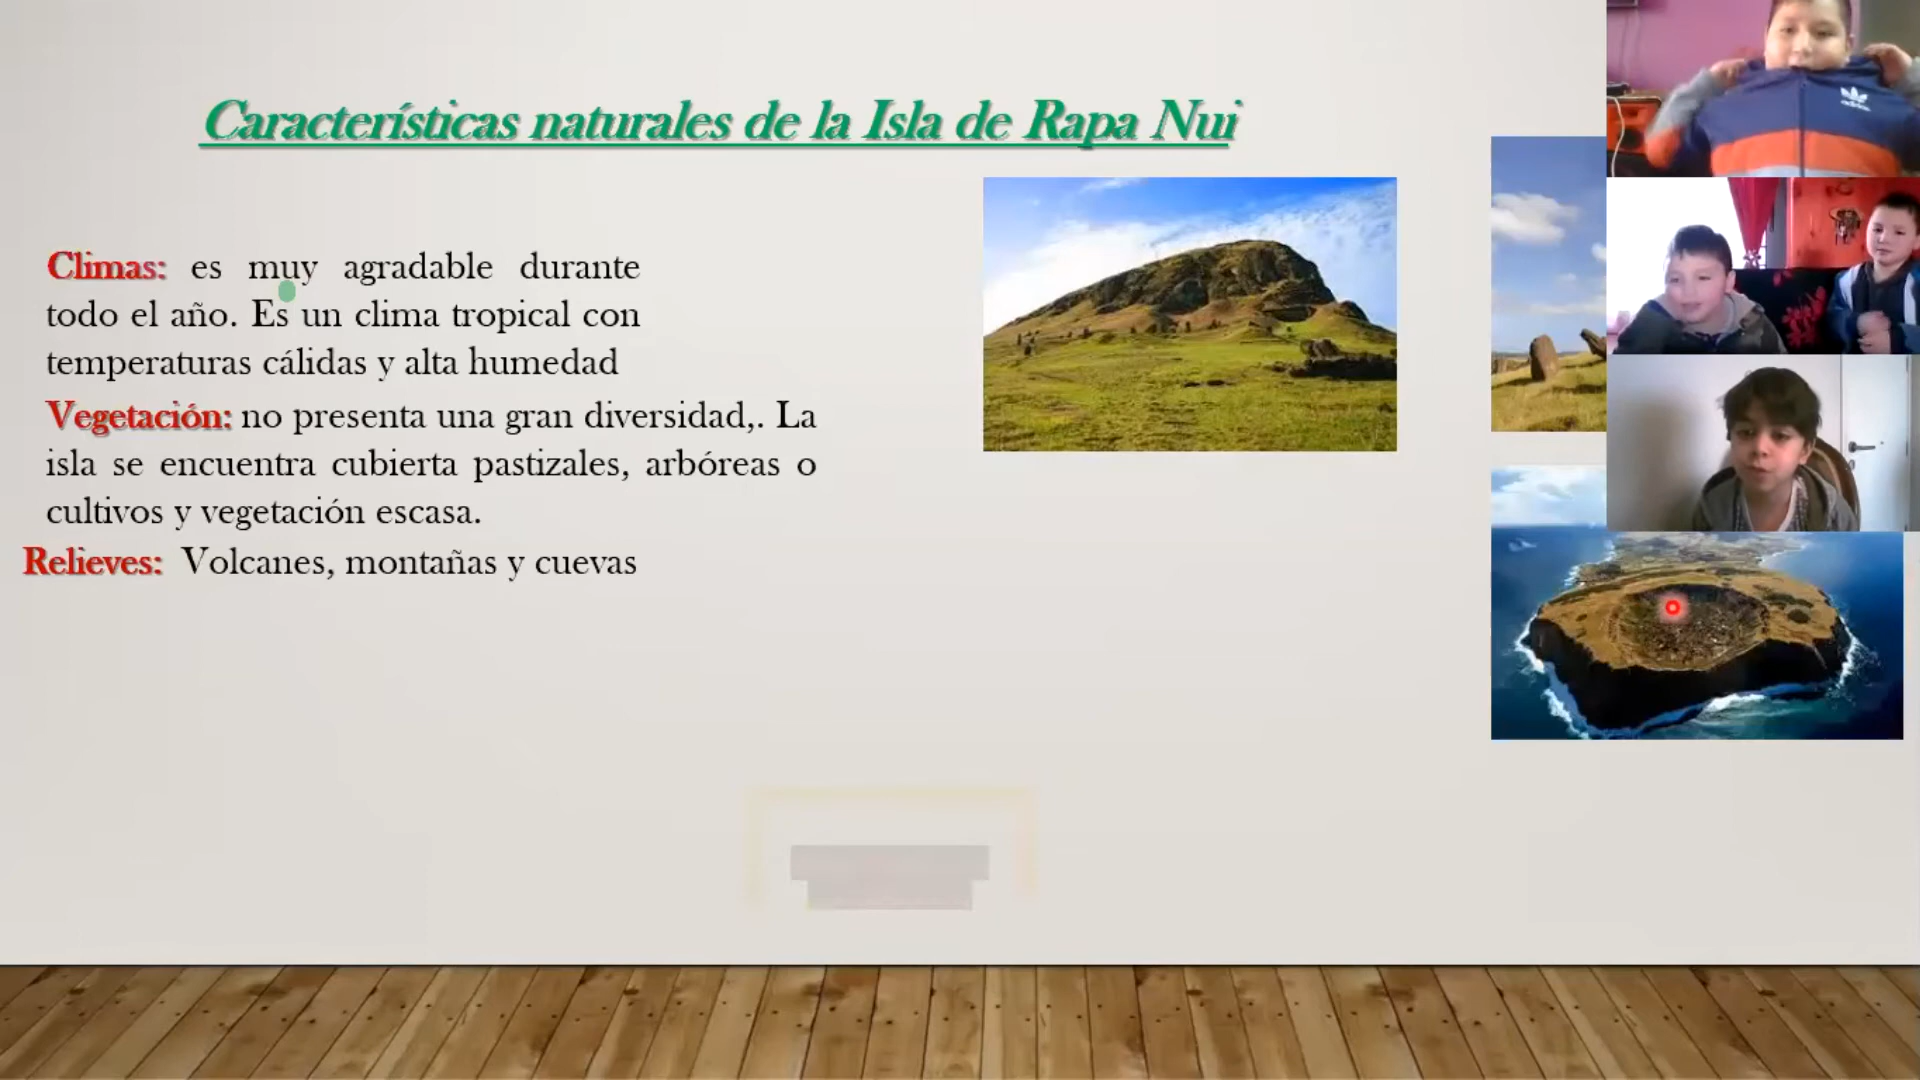 Características naturales de la Isla de Rapa Nui
Climas: es muy agradable durante
todo el año. Es un clima tropical con
temperaturas cálidas y alta humedad
Vegetación: no presenta una gran diversidad,. La
isla se encuentra cubierta pastizales, arbóreas o
cultivos y vegetación escasa.
Relieves: Volcanes, montañas y cuevas
adidas